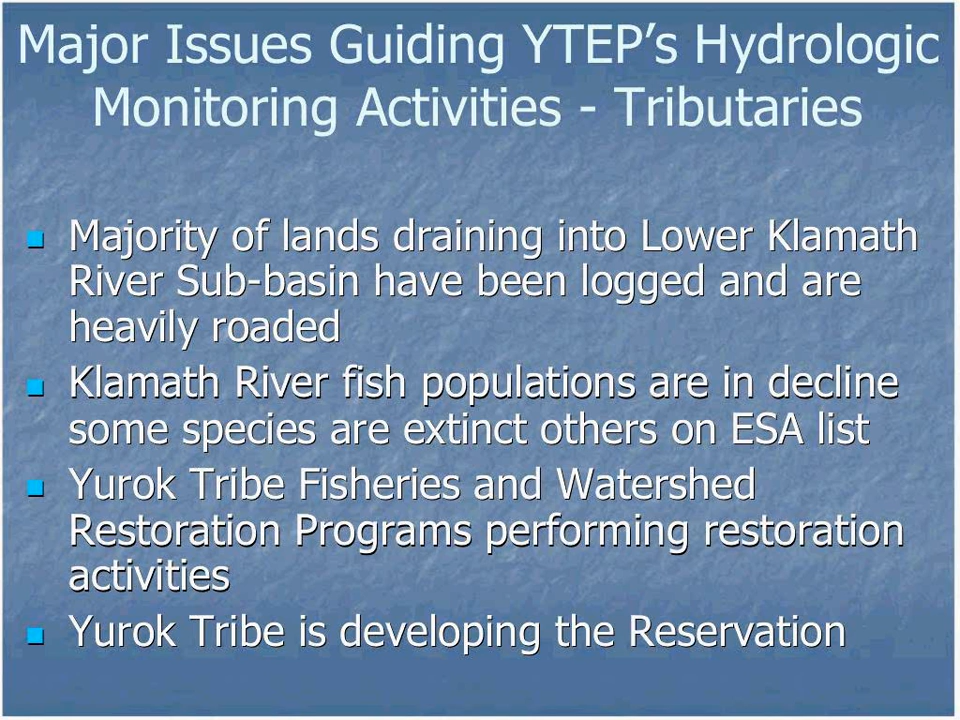 Major Issues Guiding YTEP’s Hydrologic
Monitoring Activities - Tributaries
Majority of lands draining into Lower Klamath
River Sub-basin have been logged and are
heavily roaded
Klamath River fish populations are in decline
some species are extinct others on ESA list
Yurok Tribe Fisheries and Watershed
Restoration Programs performing restoration
activities
Yurok Tribe is developing the Reservation